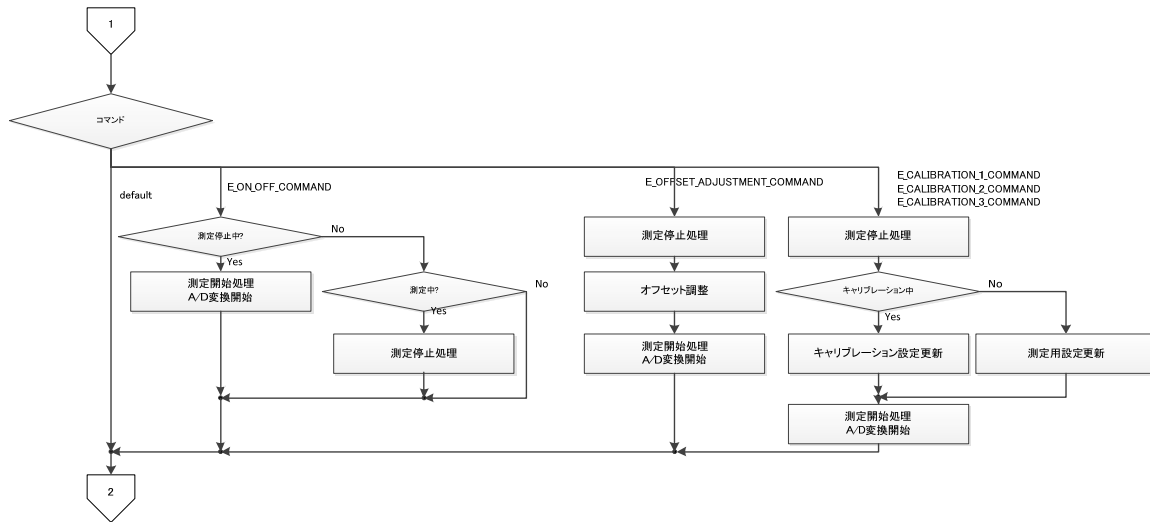 1
コマンド
default
E_ON_OFF_COMMAND
E_OFFSET_ADJUSTMENT_COMMAND
E_CALIBRATION_1_COMMAND
E_CALIBRATION_2_COMMAND
E_CALIBRATION_3_COMMAND
測定停止中?
No
Yes
測定開始処理
A/D変換開始
測定中?
No
Yes
測定停止処理
測定停止処理
オフセット調整
測定開始処理
A/D変換開始
測定停止処理
キャリブレーション中
No
Yes
キャリブレーション設定更新
測定用設定更新
測定開始処理
A/D変換開始
2